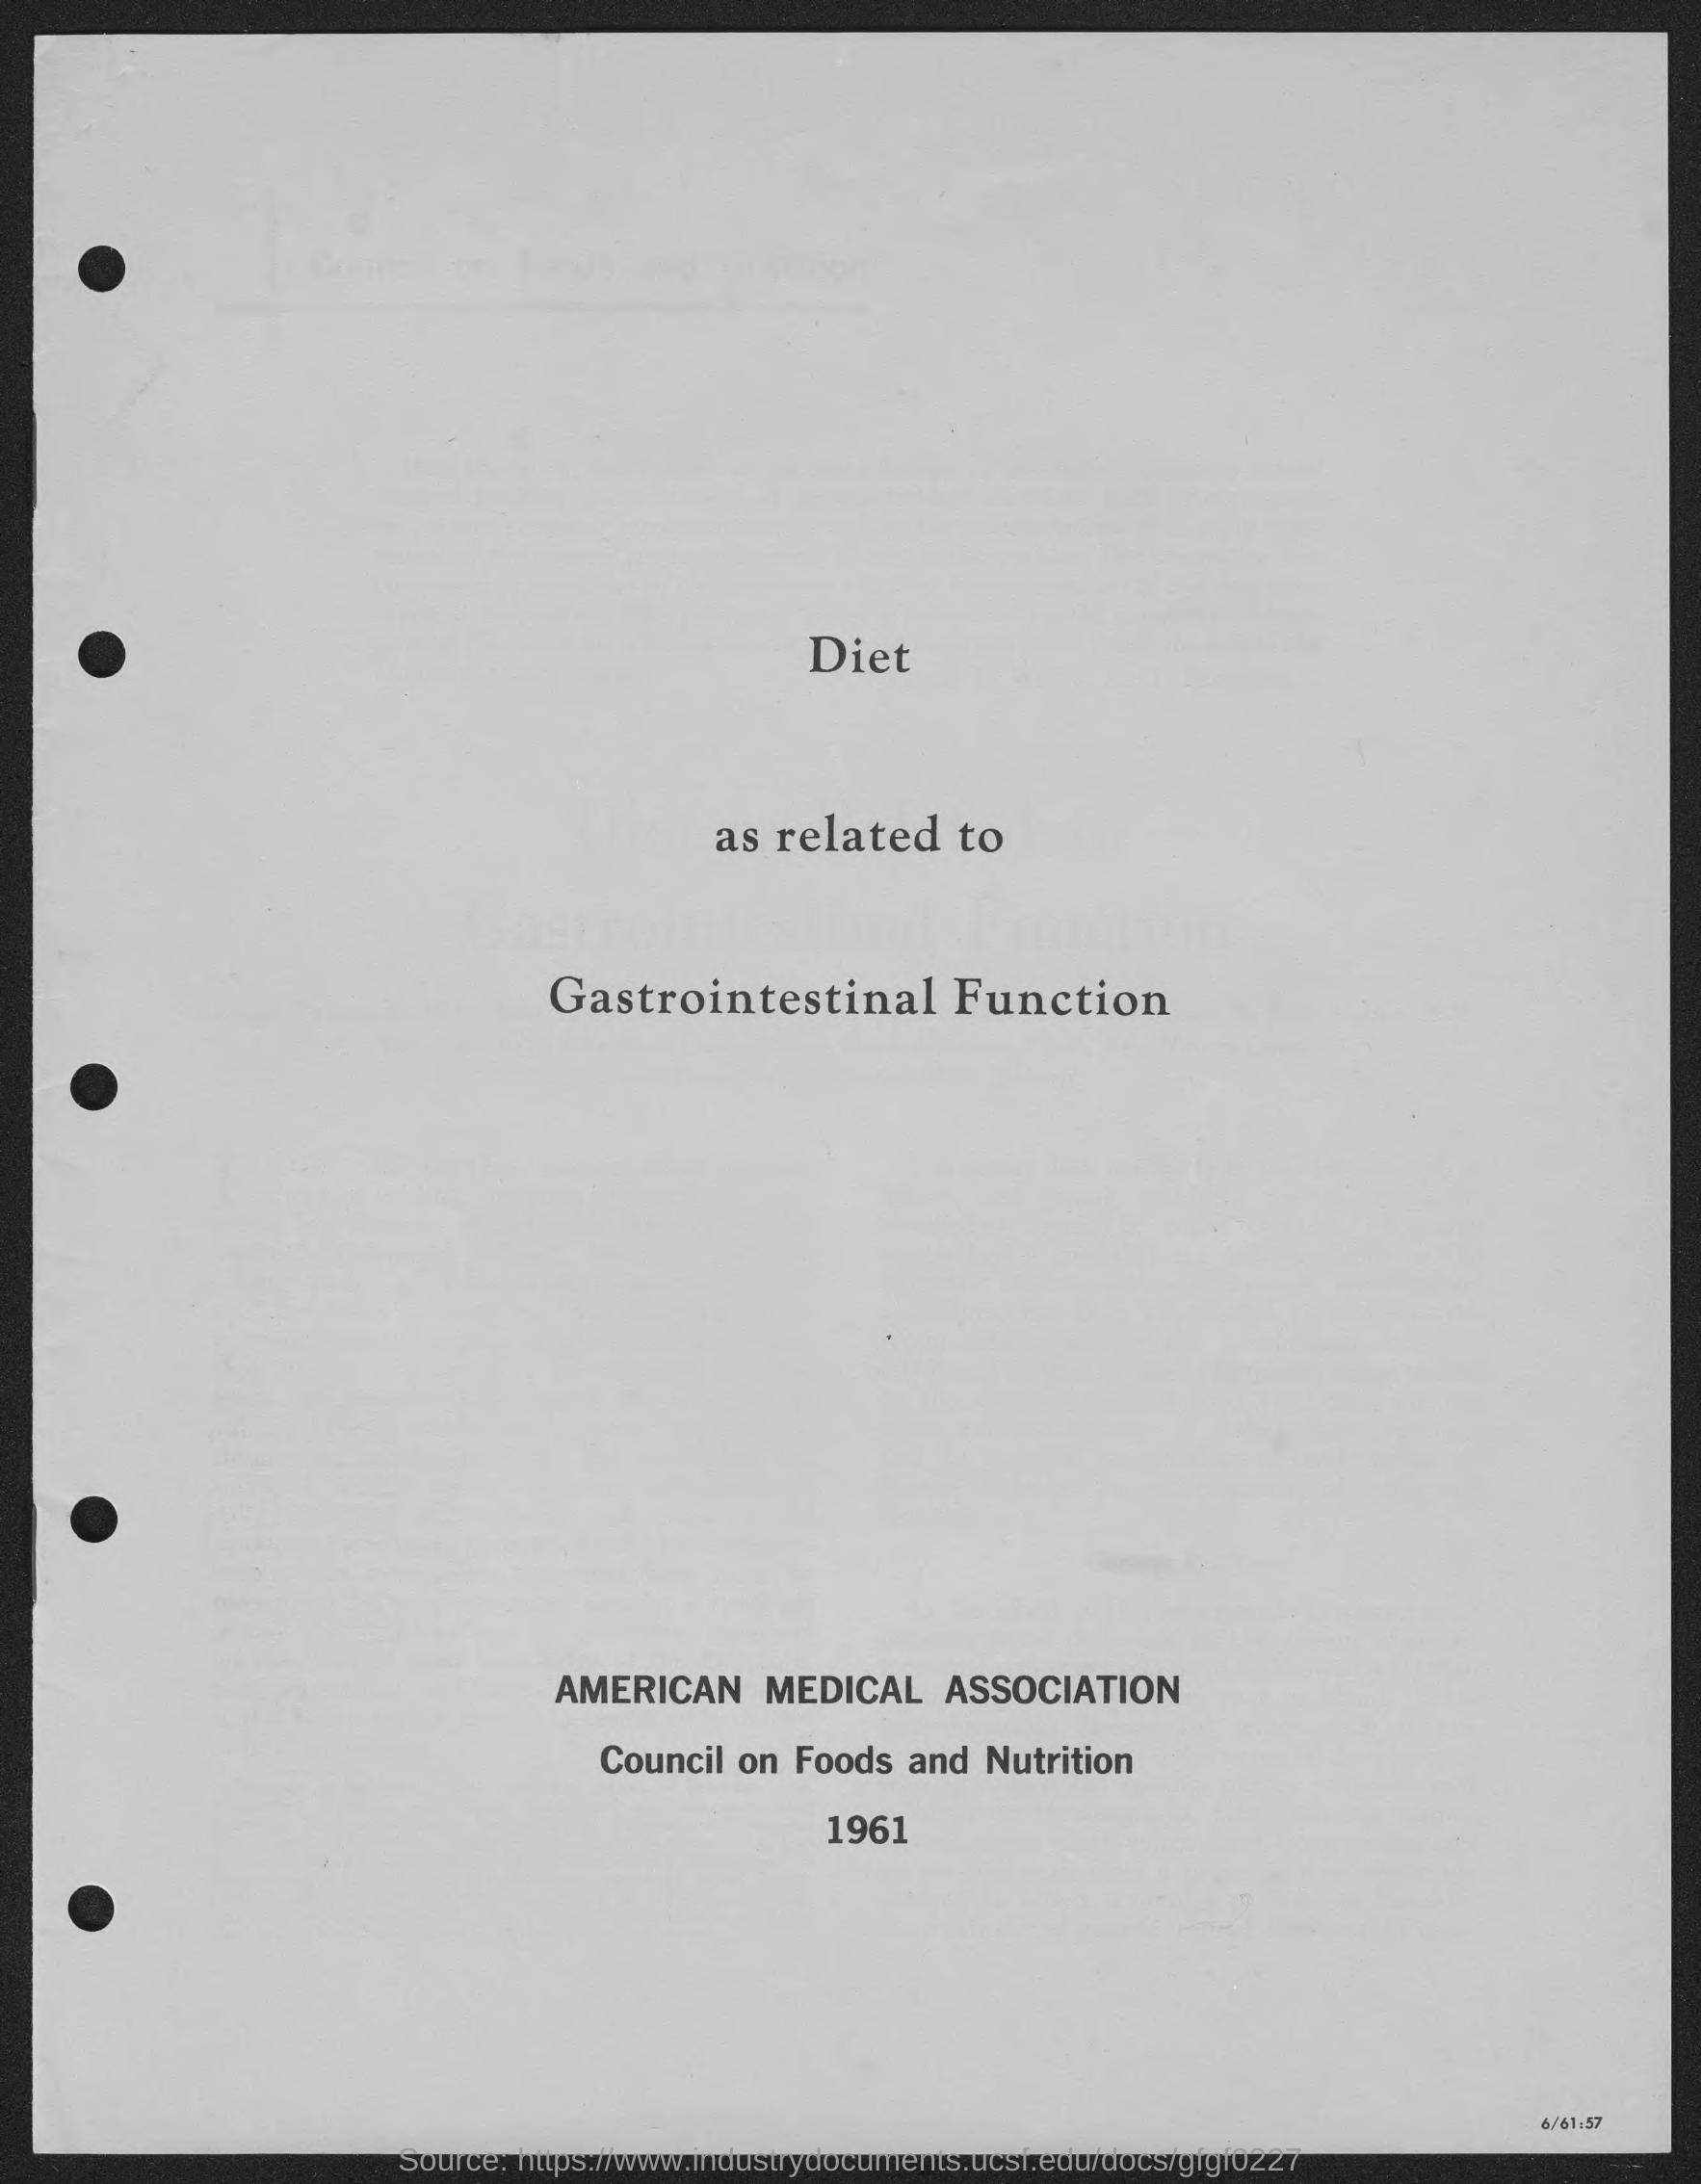 Diet
as related to
Gastrointestinal Function
AMERICAN MEDICAL ASSOCIATION
Council on Foods and Nutrition
1961
6/61:57
Source: https://www.industrydocuments.ucsf.edu/docs/gfgf0227